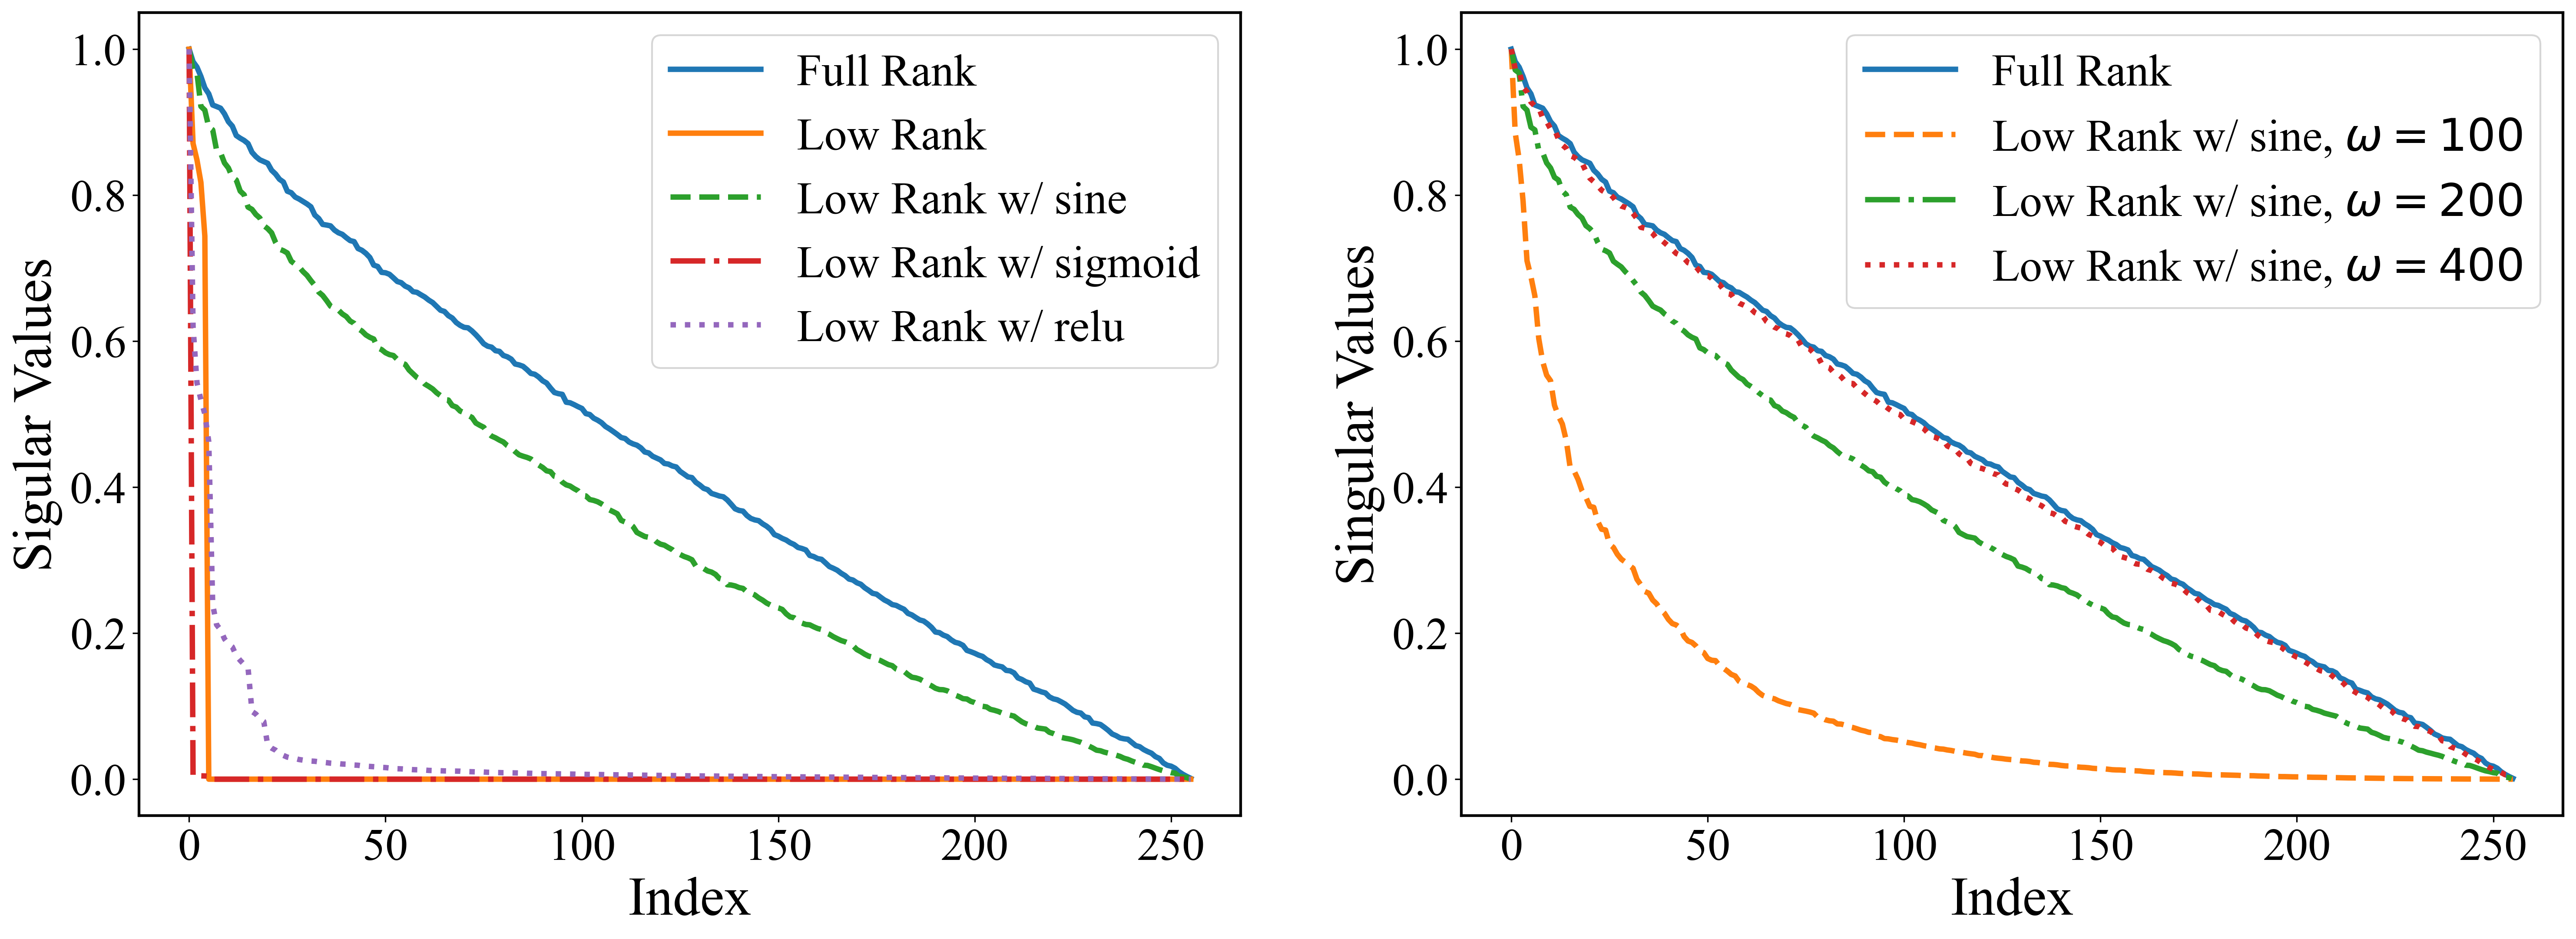 Sigular Values
1.0
0.8
0.6
0.4
0.2
0.0
Full Rank
Low Rank
Low Rank w/ sine
Low Rank w/ sigmoid
Low Rank w/ relu
0 50 100 150 200 250
Index
Singular Values
1.0
0.8
0.6
0.4
0.2
0.0
Full Rank
Low Rank w/ sine, ω = 100
Low Rank w/ sine, ω = 200
Low Rank w/ sine, ω = 400
0 50 100 150 200 250
Index